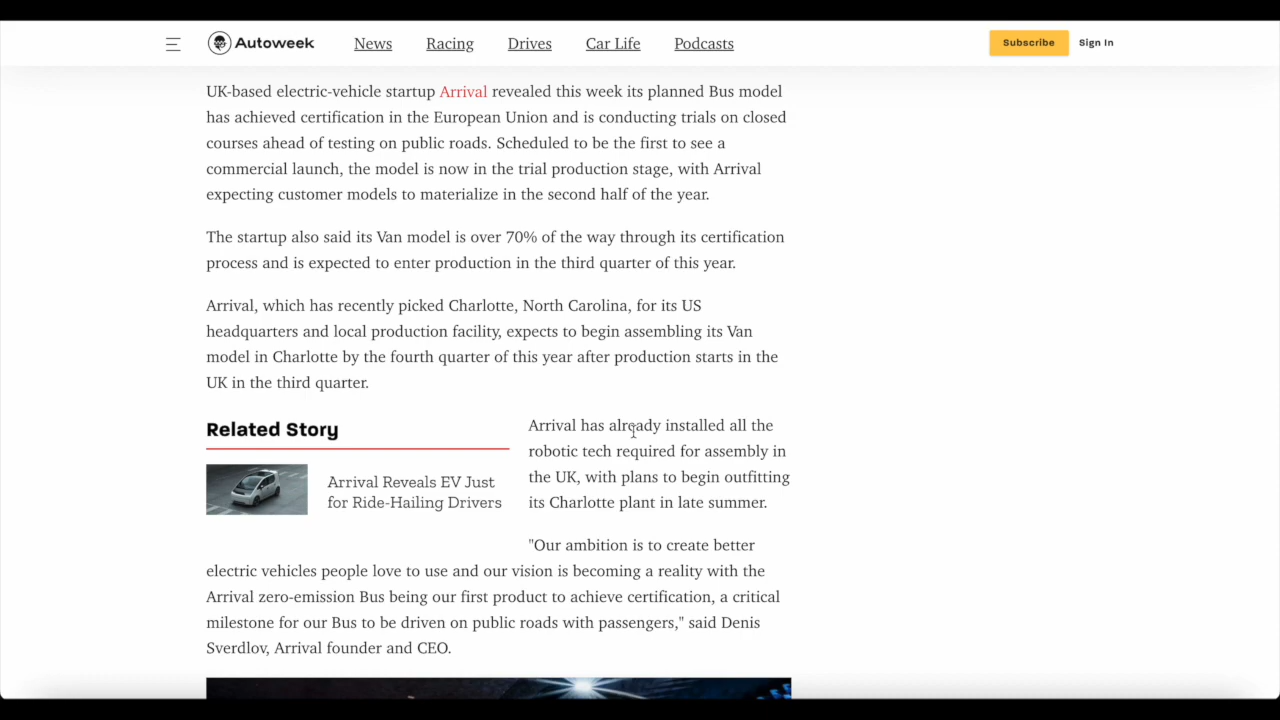 Autoweek
News
Racing
Drives
Car Life
Podcasts
Subscribe
Sign In
UK-based electric-vehicle startup Arrival revealed this week its planned Bus model
has achieved certification in the European Union and is conducting trials on closed
courses ahead of testing on public roads. Scheduled to be the first to see a
commercial launch, the model is now in the trial production stage, with Arrival
expecting customer models to materialize in the second half of the year.
The startup also said its Van model is over 70% of the way through its certification
process and is expected to enter production in the third quarter of this year.
Arrival, which has recently picked Charlotte, North Carolina, for its US
headquarters and local production facility, expects to begin assembling its Van
model in Charlotte by the fourth quarter of this year after production starts in the
UK in the third quarter.
Related Story
Arrival Reveals EV Just
for Ride-Hailing Drivers
Arrival has already installed all the
robotic tech required for assembly in
the UK, with plans to begin outfitting
its Charlotte plant in late summer.
"Our ambition is to create better
electric vehicles people love to use and our vision is becoming a reality with the
Arrival zero-emission Bus being our first product to achieve certification, a critical
milestone for our Bus to be driven on public roads with passengers," said Denis
Sverdlov, Arrival founder and CEO.